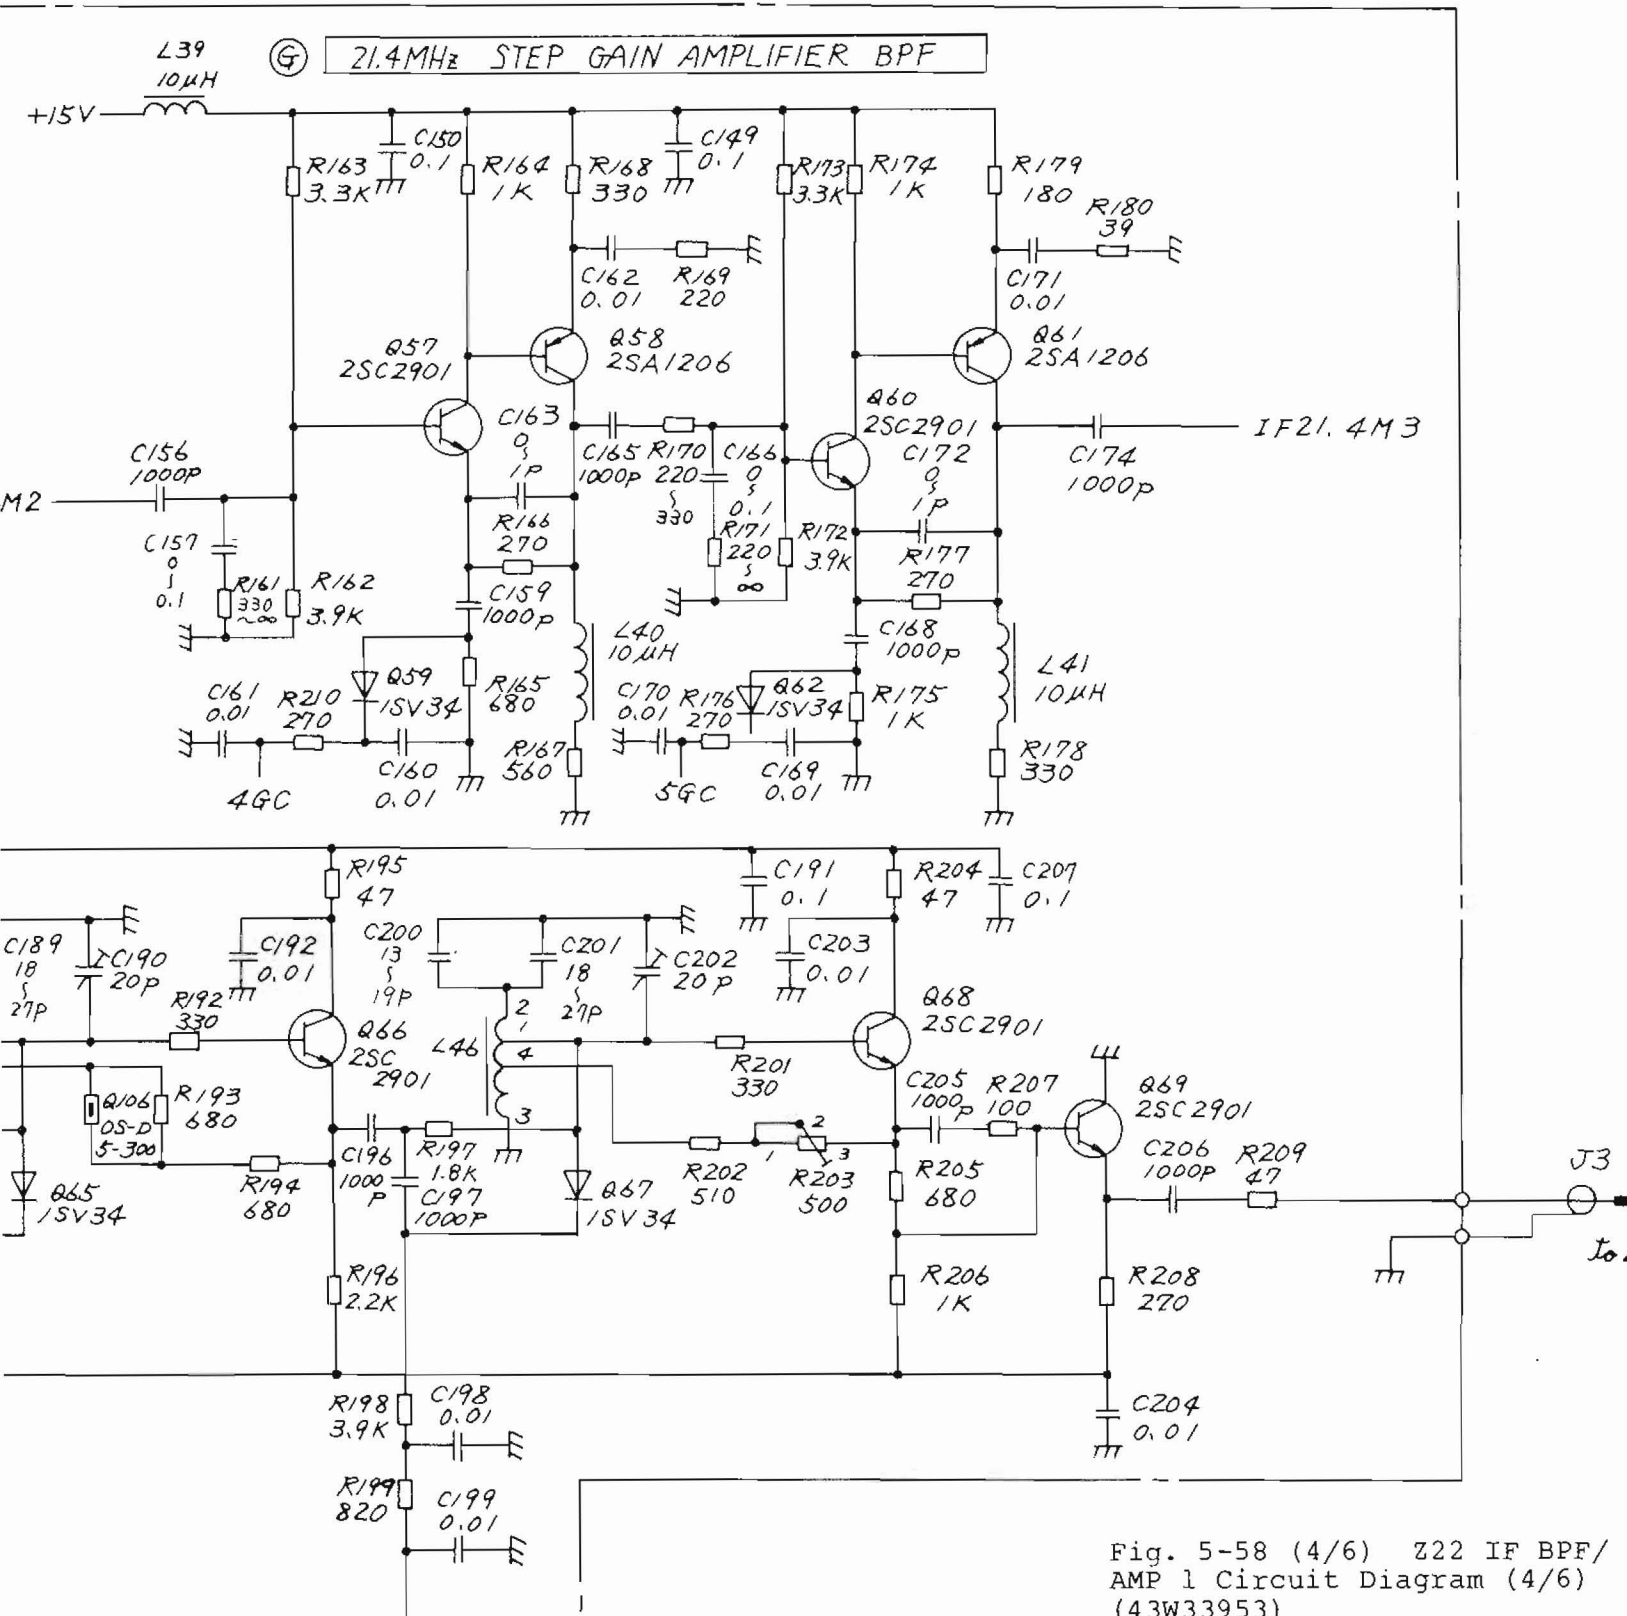 L39
10μH
G
21.4MHz STEP GAIN AMPLIFIER BPF
+15V
R163
3.3K
C150
0.1
R164
1K
R168
330
C149
0.1
R173
3.3K
R174
1K
R179
180
R180
39
C162
0.01
R169
220
C171
0.01
Q57
2SC2901
Q58
2SA1206
Q61
2SA1206
Q60
2SC2901
C156
1000P
M2
C163
0
~
1P
C165
1000P
R170
220
~
330
C166
0
~
0.1
C172
0
~
1P
C174
1000P
IF21.4M3
C157
0
~
0.1
R161
330
~∞
R162
3.9K
R166
270
C159
1000P
R171
220
~
∞
R172
3.9K
R177
270
C168
1000P
L40
10μH
L41
10μH
C161
0.01
R210
270
Q59
1SV34
R165
680
C170
0.01
R176
270
Q62
1SV34
R175
1K
4GC
C160
0.01
R167
560
5GC
C169
0.01
R178
330
R195
47
C191
0.1
R204
47
C207
0.1
C189
18
~
27P
C190
20P
C192
0.01
C200
13
~
19P
C201
18
~
27P
C202
20P
C203
0.01
R192
330
Q66
2SC
2901
L46
2
1
4
3
R201
330
Q68
2SC2901
Q106
OS-D
5-300
R193
680
C205
1000
P
R207
100
Q69
2SC2901
Q65
1SV34
R194
680
C196
1000
P
R197
1.8K
C197
1000P
Q67
1SV34
R202
510
1
2
3
R203
500
R205
680
C206
1000P
R209
47
J3
to
R196
2.2K
R206
1K
R208
270
R198
3.9K
C198
0.01
C204
0.01
R199
820
C199
0.01
Fig. 5-58 (4/6) Z22 IF BPF/
AMP 1 Circuit Diagram (4/6)
(43W33953)